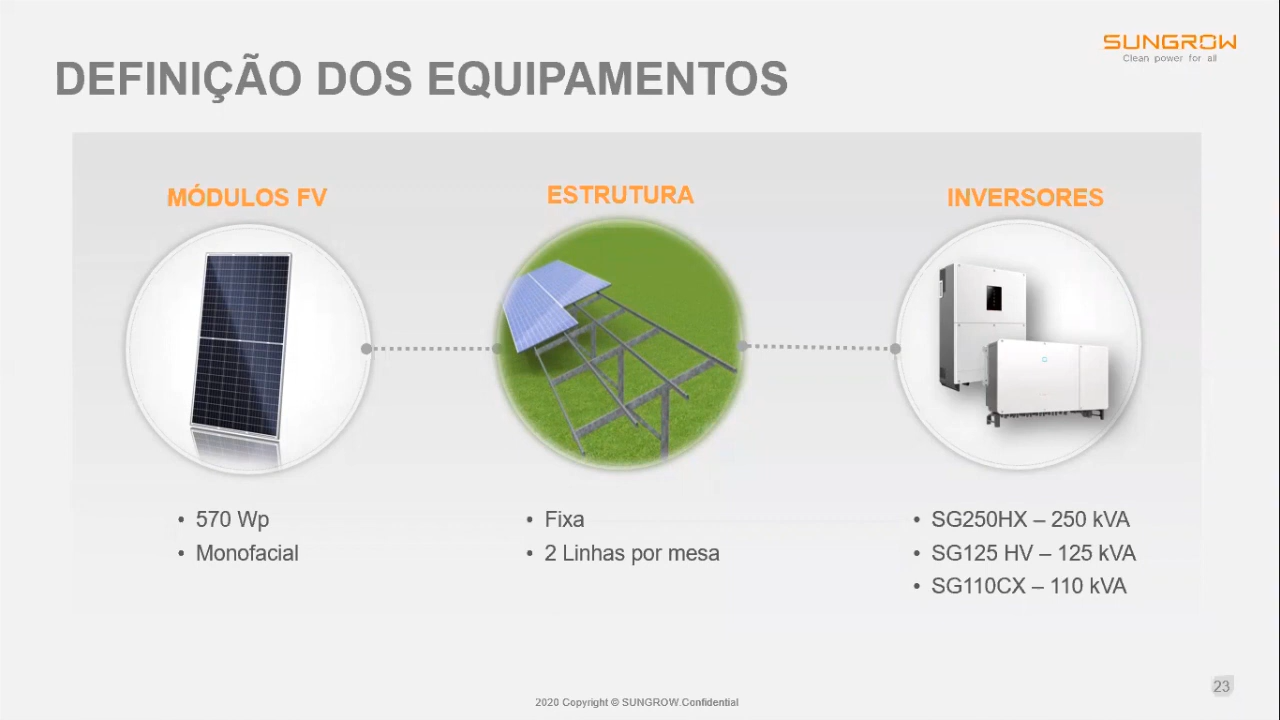 SUNGROW
Clean power for all
DEFINIÇÃO DOS EQUIPAMENTOS
MÓDULOS FV
ESTRUTURA
INVERSORES
• 570 Wp
• Monofacial
• Fixa
• 2 Linhas por mesa
• SG250HX – 250 kVA
• SG125 HV – 125 kVA
• SG110CX – 110 kVA
23
2020 Copyright © SUNGROW Confidential